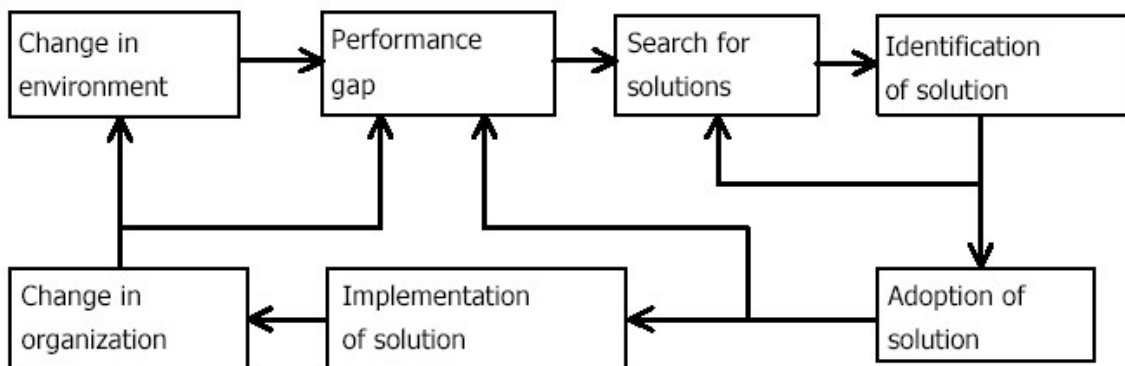 Change in
environment
Performance
gap
Search for
solutions
Identification
of solution
Change in
organization
Implementation
of solution
Adoption of
solution